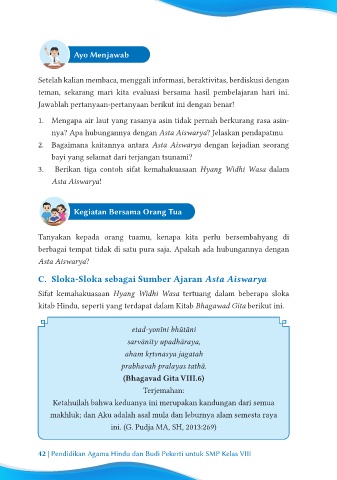 Ayo Menjawab
Setelah kalian membaca, menggali informasi, beraktivitas, berdiskusi dengan
teman, sekarang mari kita evaluasi bersama hasil pembelajaran hari ini.
Jawablah pertanyaan-pertanyaan berikut ini dengan benar!
1. Mengapa air laut yang rasanya asin tidak pernah berkurang rasa asin-
nya? Apa hubungannya dengan Asta Aiswarya? Jelaskan pendapatmu
2. Bagaimana kaitannya antara Asta Aiswarya dengan kejadian seorang
bayi yang selamat dari terjangan tsunami?
3. Berikan tiga contoh sifat kemahakuasaan Hyang Widhi Wasa dalam
Asta Aiswarya!
Kegiatan Bersama Orang Tua
Tanyakan kepada orang tuamu, kenapa kita perlu bersembahyang di
berbagai tempat tidak di satu pura saja. Apakah ada hubungannya dengan
Asta Aiswarya?
C. Sloka-Sloka sebagai Sumber Ajaran Asta Aiswarya
Sifat kemahakuasaan Hyang Widhi Wasa tertuang dalam beberapa sloka
kitab Hindu, seperti yang terdapat dalam Kitab Bhagawad Gita berikut ini.
etad-yonīni bhūtāni
sarvānīty upadhāraya,
aham kṛtsnasya jagatah
prabhavah pralayas tathā.
(Bhagavad Gita VIII.6)
Terjemahan:
Ketahuilah bahwa keduanya ini merupakan kandungan dari semua
makhluk; dan Aku adalah asal mula dan leburnya alam semesta raya
ini. (G. Pudja MA, SH, 2013:269)
42 | Pendidikan Agama Hindu dan Budi Pekerti untuk SMP Kelas VIII